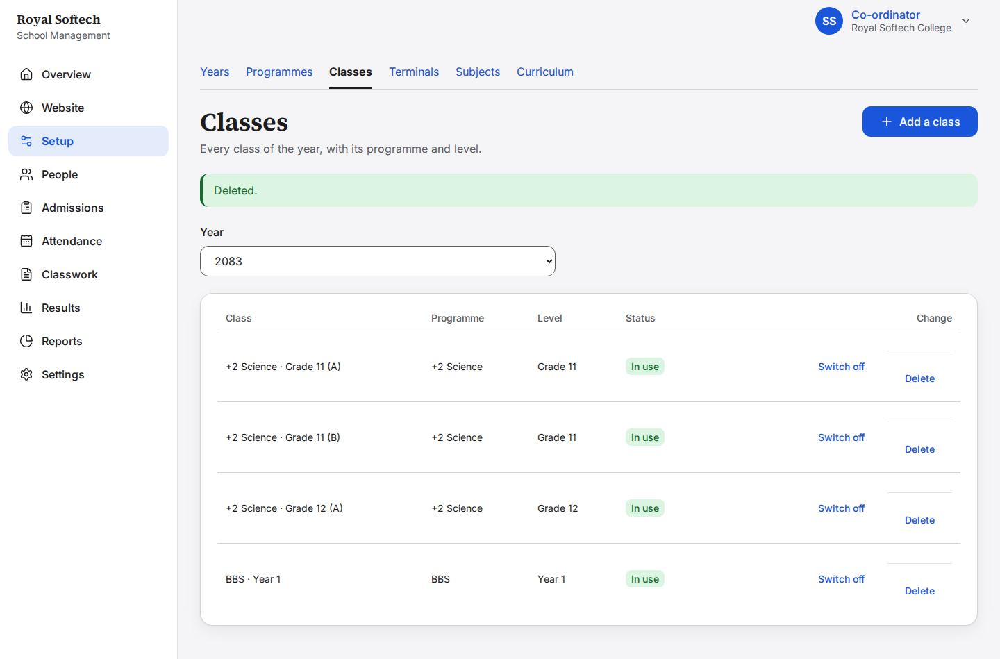 Royal Softech
School Management
SS
Co-ordinator
Royal Softech College
Overview
Website
Setup
People
Admissions
Attendance
Classwork
Results
Reports
Settings
Years Programmes Classes Terminals Subjects Curriculum
Classes
Add a class
Every class of the year, with its programme and level.
Deleted.
Year
2083
Class Programme Level Status Change
+2 Science · Grade 11 (A) +2 Science Grade 11 In use Switch off Delete
+2 Science · Grade 11 (B) +2 Science Grade 11 In use Switch off Delete
+2 Science · Grade 12 (A) +2 Science Grade 12 In use Switch off Delete
BBS · Year 1 BBS Year 1 In use Switch off Delete